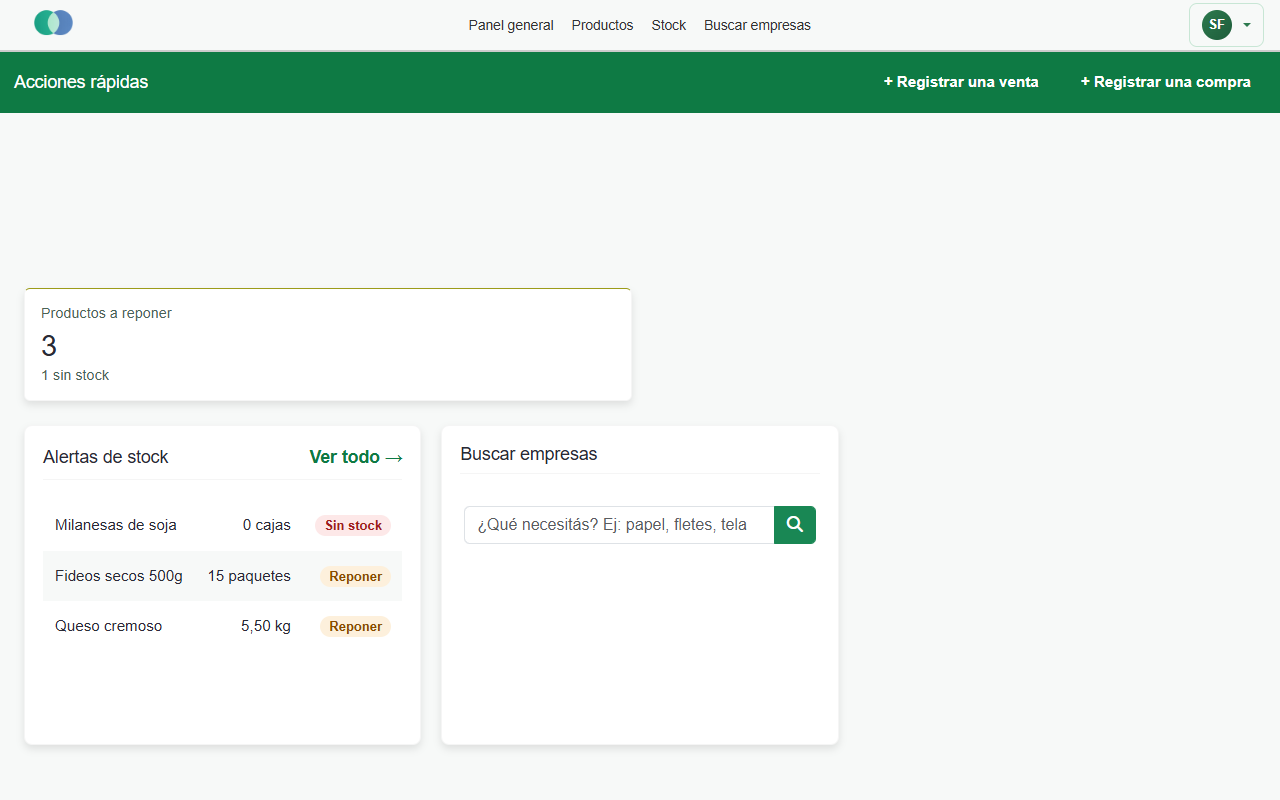 Panel general Productos Stock Buscar empresas SF
Acciones rápidas + Registrar una venta + Registrar una compra
Productos a reponer
3
1 sin stock
Alertas de stock Ver todo →
Milanesas de soja 0 cajas Sin stock
Fideos secos 500g 15 paquetes Reponer
Queso cremoso 5,50 kg Reponer
Buscar empresas
¿Qué necesitás? Ej: papel, fletes, tela